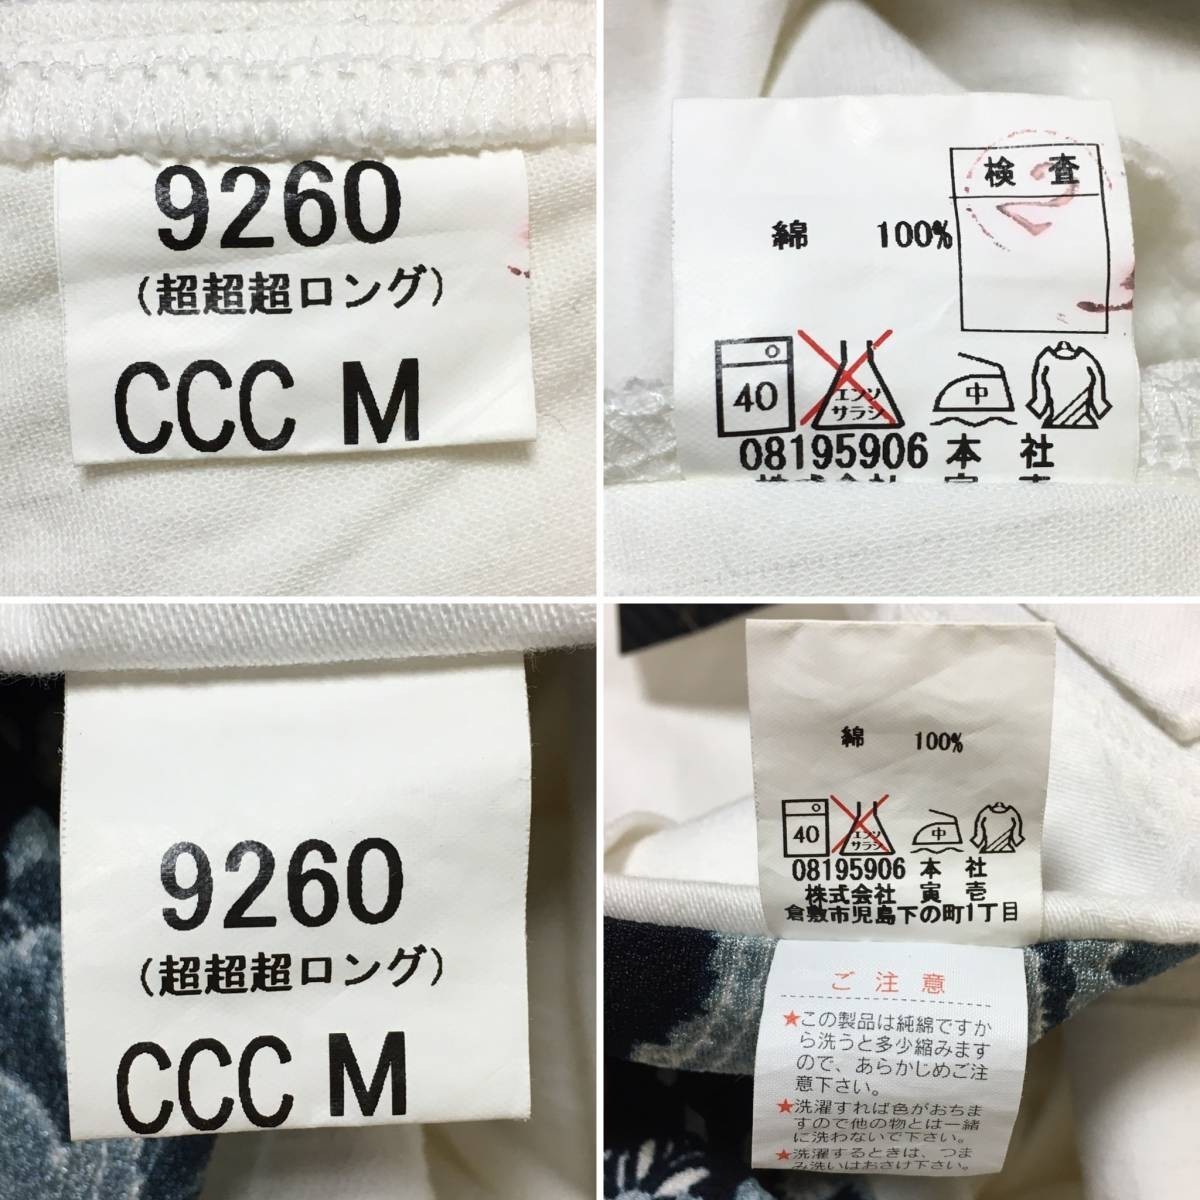 9260
(超超超ロング)
CCC M
検 査
綿 100%
40
エンソ
サラシ
中
08195906 本 社
9260
(超超超ロング)
CCC M
綿 100%
40
エンソ
サラシ
中
08195906 本 社
株式会社 寅 壱
倉敷市児島下の町1丁目
ご 注 意
★この製品は純綿ですか
ら洗うと多少縮みます
ので、あらかじめご注
意下さい。
★洗濯すれば色がおちま
すので他の物とは一緒
に洗わないで下さい。
★洗濯するときは、つま
み洗いはおさけ下さい。